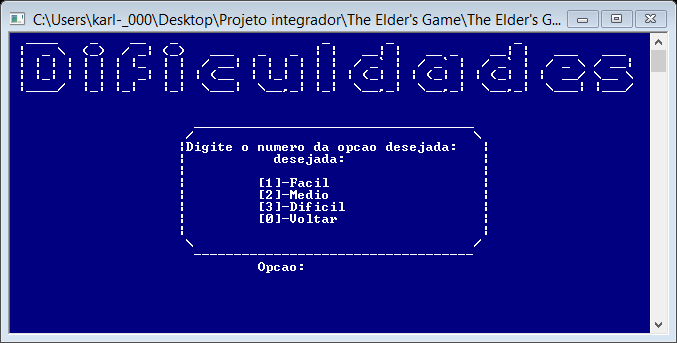 C:\Users\karl-_000\Desktop\Projeto integrador\The Elder's Game\The Elder's G...
Dificuldades
Digite o numero da opcao desejada:
desejada:
[1]-Facil
[2]-Medio
[3]-Dificil
[0]-Voltar
Opcao: